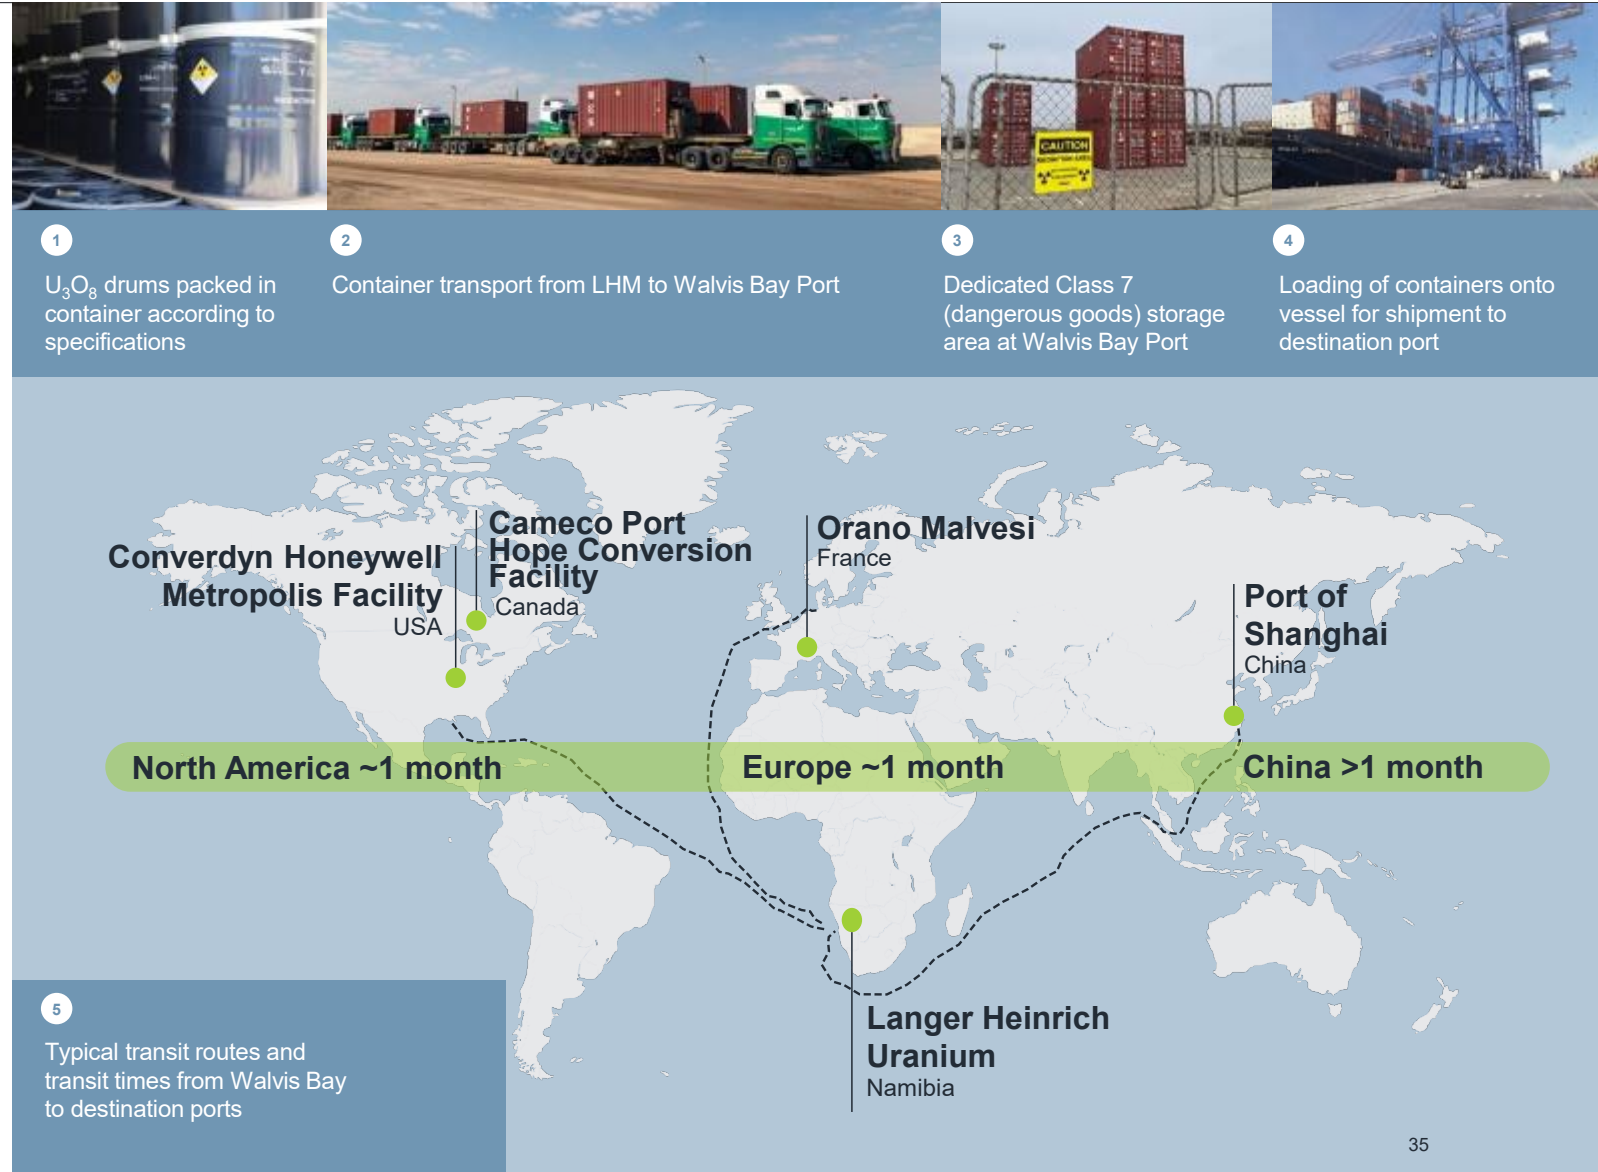 CAUTION
1
U₃O₈ drums packed in
container according to
specifications
2
Container transport from LHM to Walvis Bay Port
3
Dedicated Class 7
(dangerous goods) storage
area at Walvis Bay Port
4
Loading of containers onto
vessel for shipment to
destination port
Converdyn Honeywell
Metropolis Facility
USA
Cameco Port
Hope Conversion
Facility
Canada
Orano Malvesi
France
Port of
Shanghai
China
North America ~1 month
Europe ~1 month
China >1 month
Langer Heinrich
Uranium
Namibia
5
Typical transit routes and
transit times from Walvis Bay
to destination ports
35